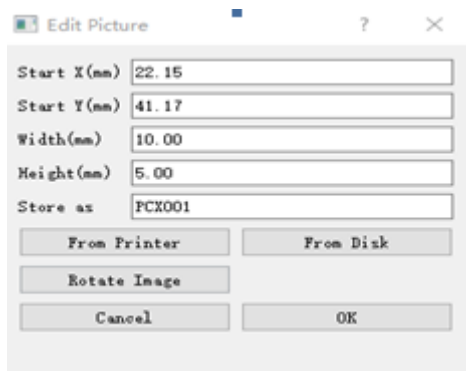 Edit Picture ?
Start X(mm) 22.15
Start Y(mm) 41.17
Width(mm) 10.00
Height(mm) 5.00
Store as PCX001
From Printer From Disk
Rotate Image
Cancel OK